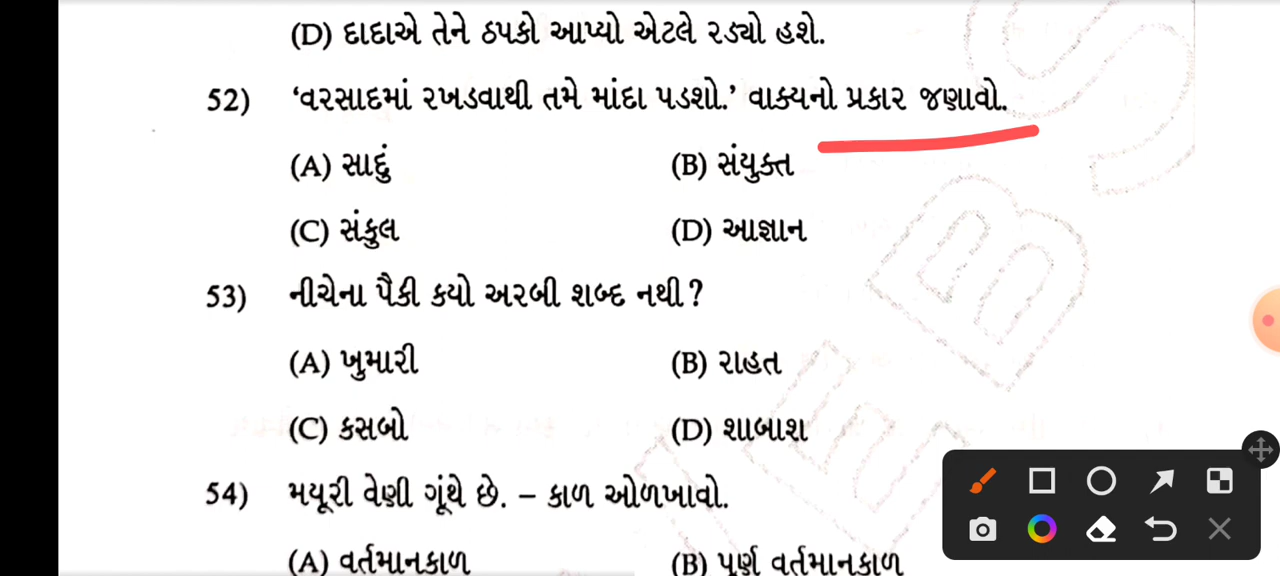 (D) દાદાએ તેને ઠપકો આપ્યો એટલે રડ્યો હશે.
52) 'વરસાદમાં રખડવાથી તમે માંદા પડશો.' વાક્યનો પ્રકાર જણાવો.
(A) સાદું (B) સંયુક્ત
(C) સંકુલ (D) આજ્ઞાન
53) નીચેના પૈકી કયો અરબી શબ્દ નથી?
(A) ખુમારી (B) રાહત
(C) કસબો (D) શાબાશ
54) મયૂરી વેણી ગૂંથે છે. – કાળ ઓળખાવો.
(A) વર્તમાનકાળ (B) પૂર્ણ વર્તમાનકાળ